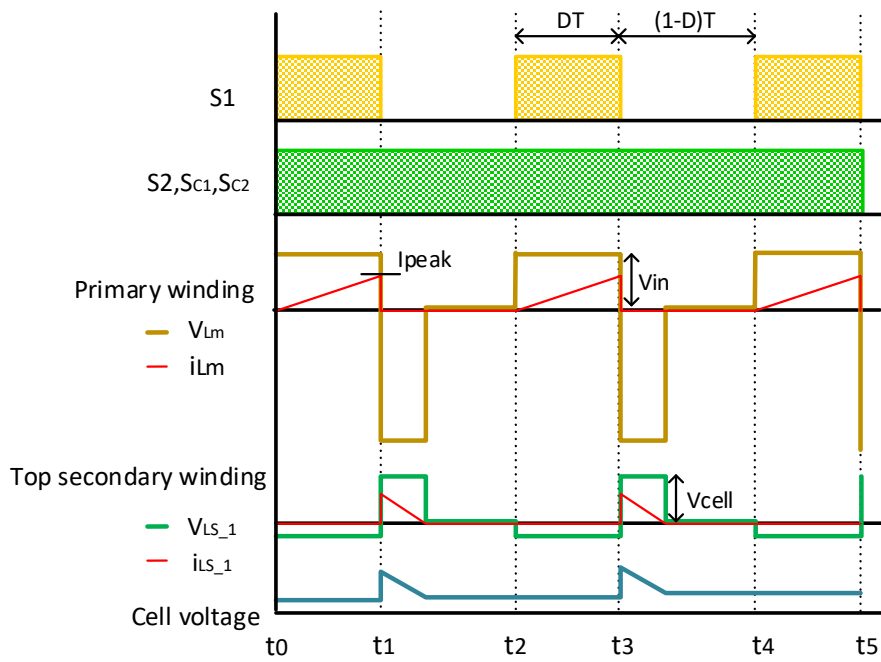 DT
(1-D)T
S1
S2,SC1,SC2
Ipeak
Vin
Primary winding
VLm
iLm
Top secondary winding
Vcell
VLS_1
iLS_1
Cell voltage
t0
t1
t2
t3
t4
t5